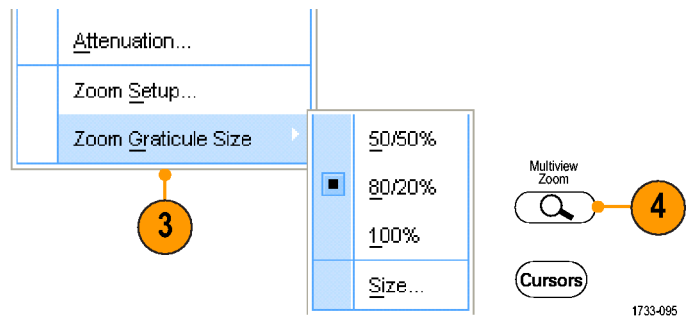 Attenuation...
Zoom Setup...
Zoom Graticule Size
50/50%
80/20%
100%
Size...
3
Multiview
Zoom
4
Cursors
1733-095